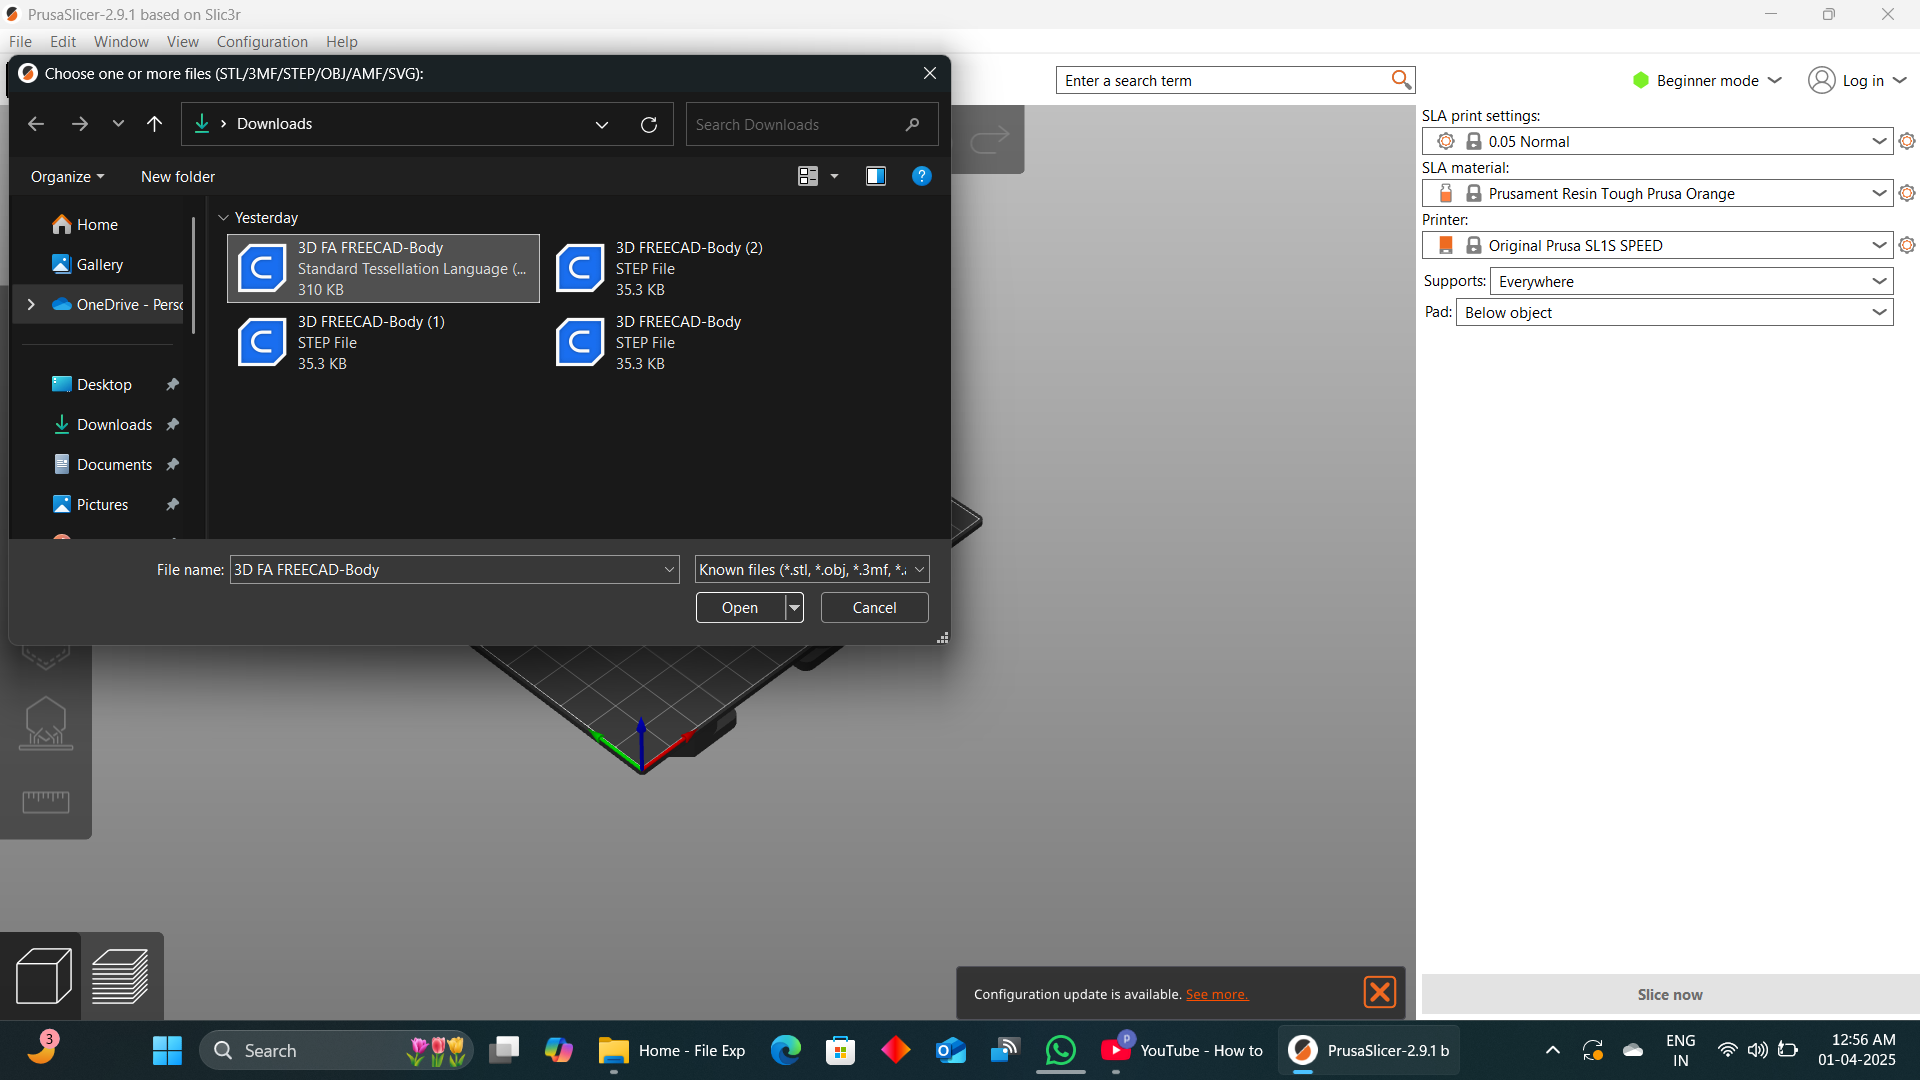 PrusaSlicer-2.9.1 based on Slic3r
File Edit Window View Configuration Help
Choose one or more files (STL/3MF/STEP/OBJ/AMF/SVG):
Enter a search term
Beginner mode
Log in
Downloads
Search Downloads
Organize
New folder
Home
Gallery
OneDrive - Perso
Desktop
Downloads
Documents
Pictures
Yesterday
3D FA FREECAD-Body
Standard Tessellation Language (...
310 KB
3D FREECAD-Body (2)
STEP File
35.3 KB
3D FREECAD-Body (1)
STEP File
35.3 KB
3D FREECAD-Body
STEP File
35.3 KB
File name: 3D FA FREECAD-Body
Known files (*.stl, *.obj, *.3mf, *.a
Open
Cancel
SLA print settings:
0.05 Normal
SLA material:
Prusament Resin Tough Prusa Orange
Printer:
Original Prusa SL1S SPEED
Supports: Everywhere
Pad: Below object
Configuration update is available. See more.
Slice now
3
Search
Home - File Exp
P
YouTube - How to
PrusaSlicer-2.9.1 b
ENG
IN
12:56 AM
01-04-2025